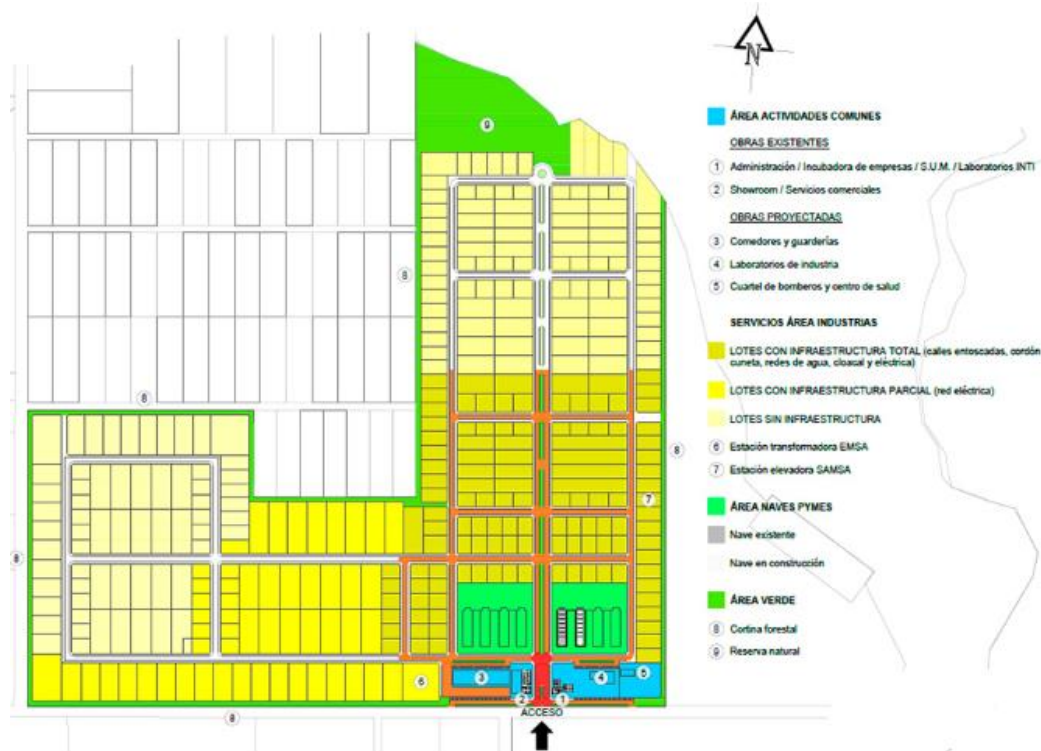 N
ÁREA ACTIVIDADES COMUNES
OBRAS EXISTENTES
1 Administración / Incubadora de empresas / S.U.M. / Laboratorios INTI
2 Showroom / Servicios comerciales
OBRAS PROYECTADAS
3 Comedores y guarderías
4 Laboratorios de industria
5 Cuartel de bomberos y centro de salud
SERVICIOS ÁREA INDUSTRIAS
LOTES CON INFRAESTRUCTURA TOTAL (calles entoscadas, cordón
cuneta, redes de agua, cloacal y eléctrica)
LOTES CON INFRAESTRUCTURA PARCIAL (red eléctrica)
LOTES SIN INFRAESTRUCTURA
6 Estación transformadora EMSA
7 Estación elevadora SAMSA
ÁREA NAVES PYMES
Nave existente
Nave en construcción
ÁREA VERDE
8 Cortina forestal
9 Reserva natural
9
8
8
8
7
8
3
4
5
6
2
1
ACCESO
8